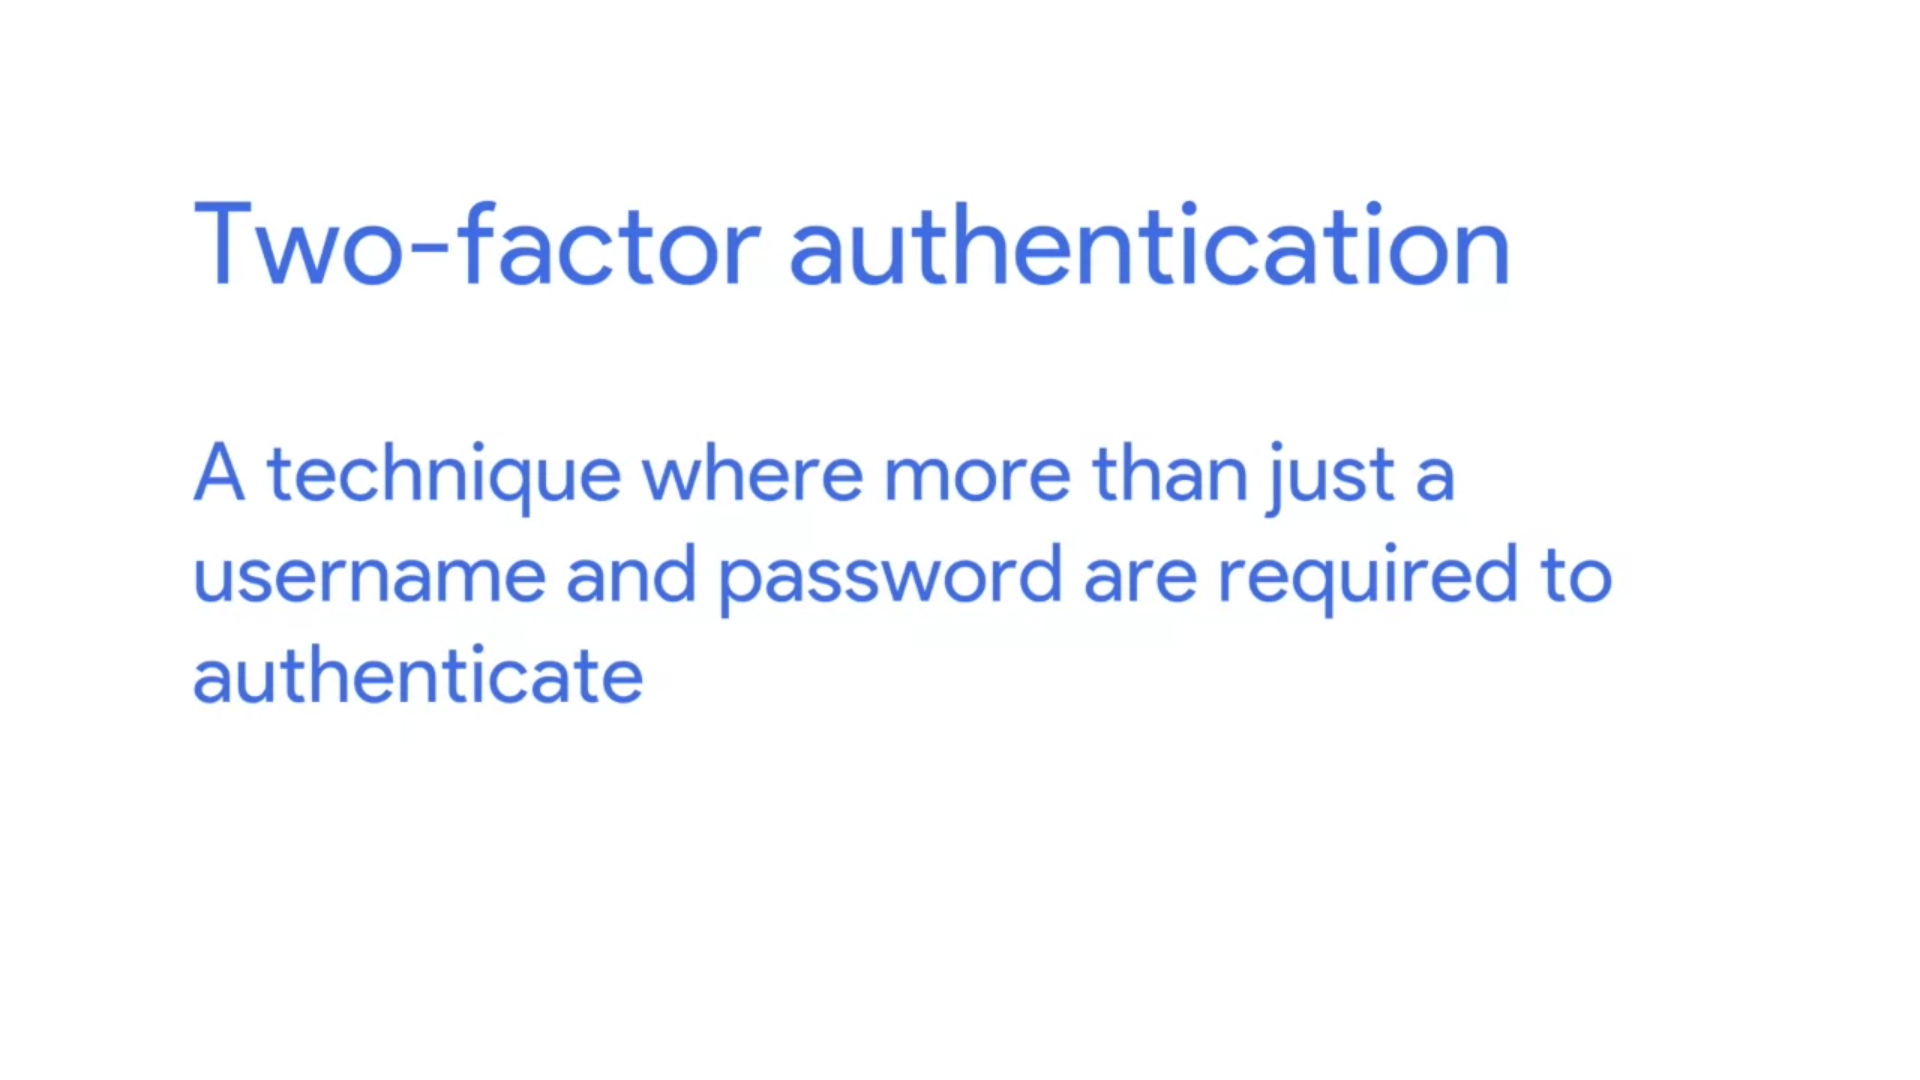 Two-factor authentication
A technique where more than just a
username and password are required to
authenticate